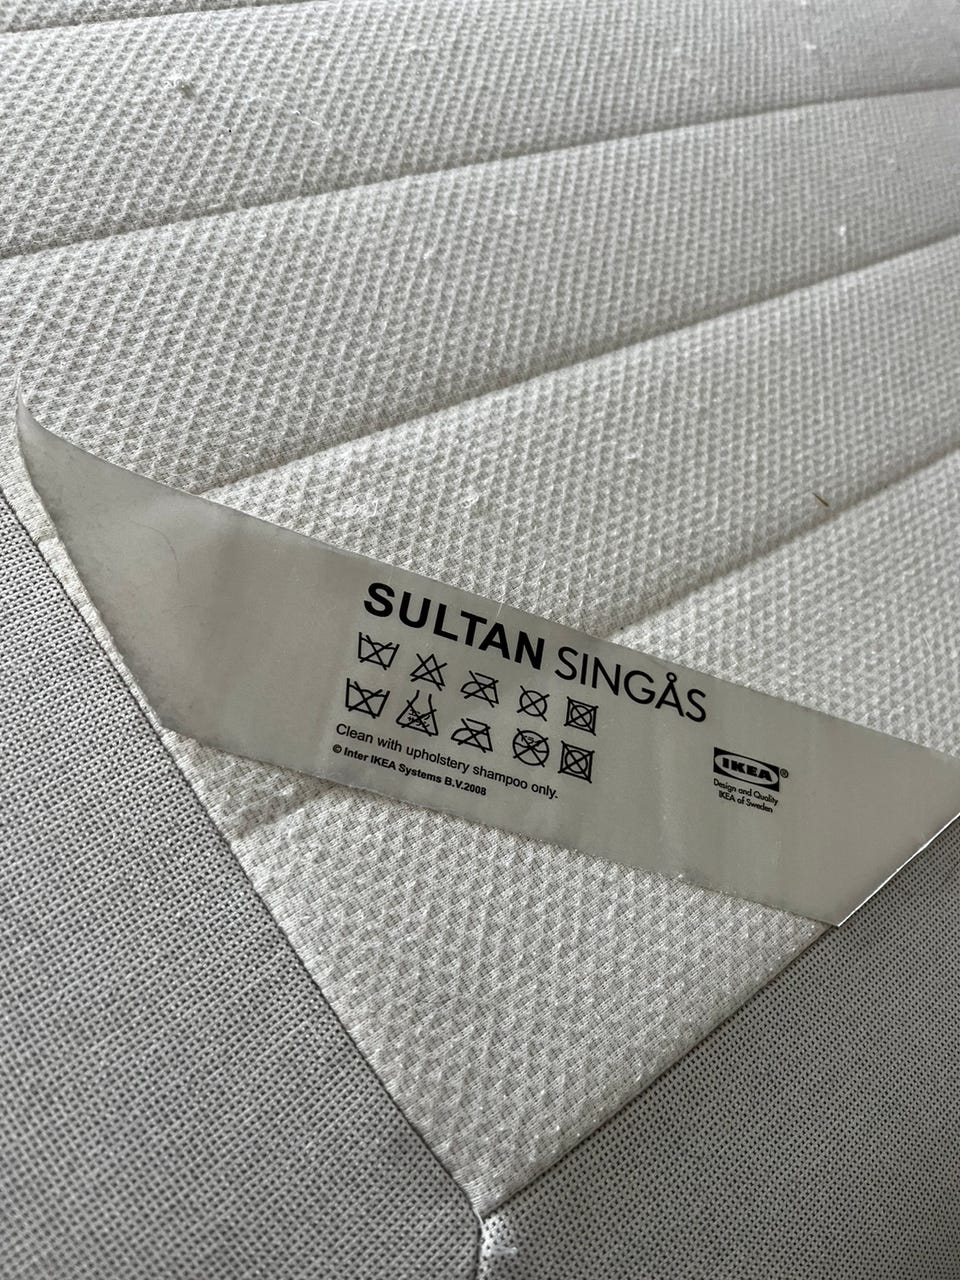 SULTAN SINGÅS
Clean with upholstery shampoo only.
© Inter IKEA Systems B.V.2008
IKEA®
Design and Quality
IKEA of Sweden